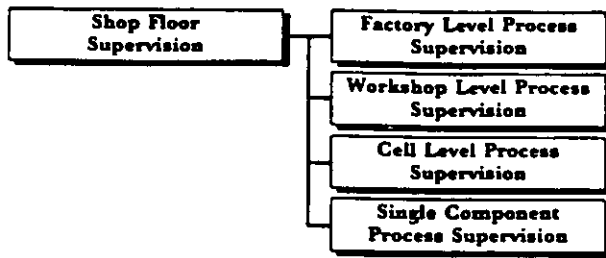 Shop Floor
Supervision
Factory Level Process
Supervision
Workshop Level Process
Supervision
Cell Level Process
Supervision
Single Component
Process Supervision